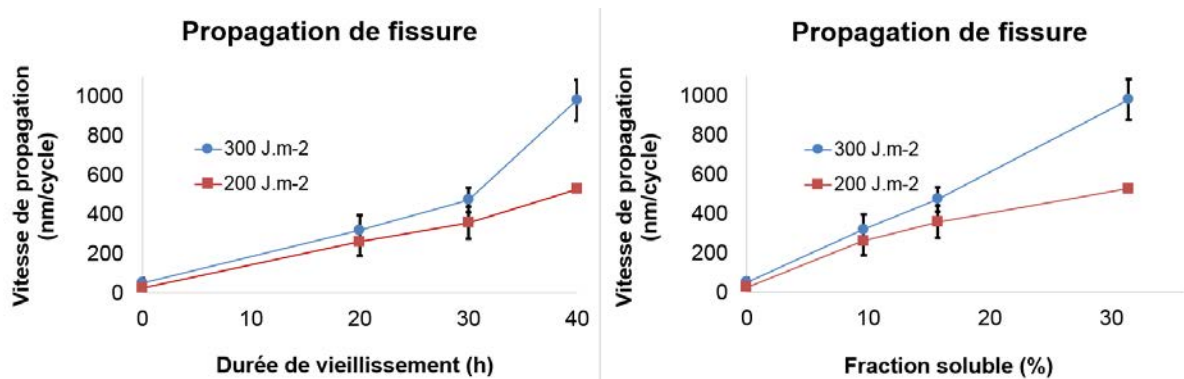 Propagation de fissure
Vitesse de propagation
(nm/cycle)
1000
800
600
400
200
0
300 J.m-2
200 J.m-2
0
10
20
30
40
Durée de vieillissement (h)
Propagation de fissure
Vitesse de propagation
(nm/cycle)
1000
800
600
400
200
0
300 J.m-2
200 J.m-2
0
10
20
30
Fraction soluble (%)